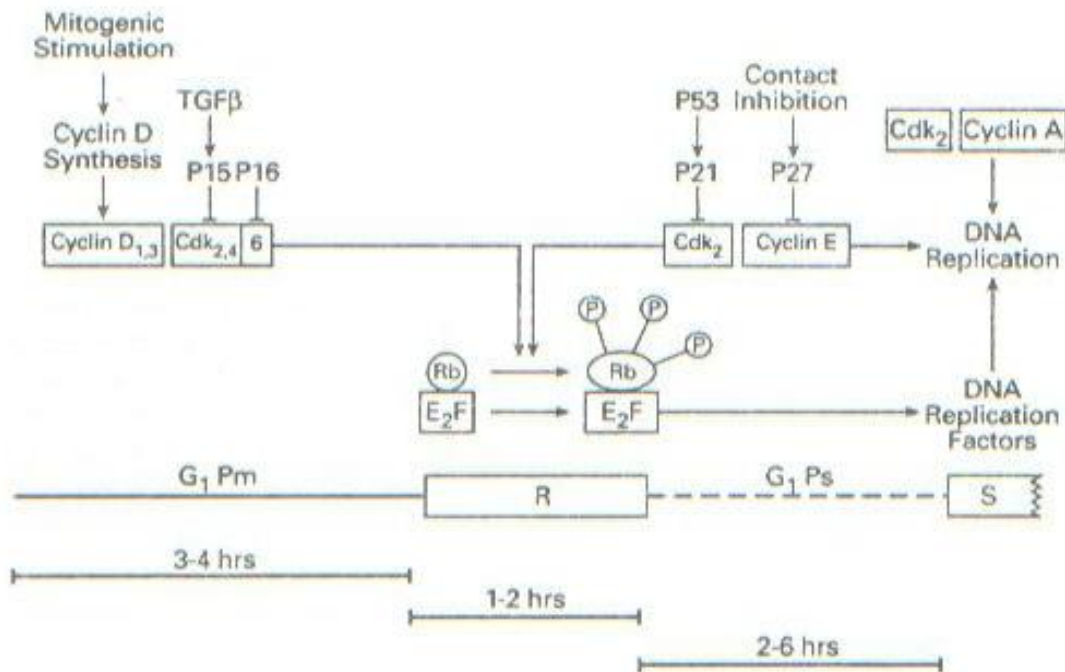 Mitogenic
Stimulation
TGFβ
Cyclin D
Synthesis
P15 P16
Cyclin D1,3
Cdk2,4
6
P53
Contact
Inhibition
P21
P27
Cdk2
Cyclin E
Cdk2
Cyclin A
DNA
Replication
P
P
P
Rb
Rb
E2F
E2F
DNA
Replication
Factors
G1 Pm
R
G1 Ps
S
3-4 hrs
1-2 hrs
2-6 hrs